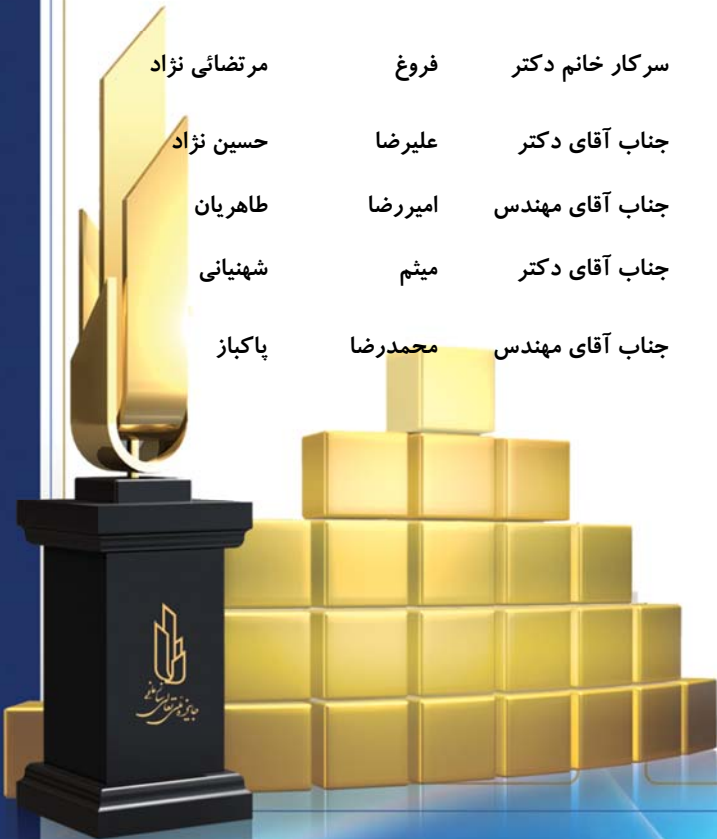 سرکار خانم دکتر فروغ مرتضائی نژاد
جناب آقای دکتر علیرضا حسین نژاد
جناب آقای مهندس امیررضا طاهریان
جناب آقای دکتر میثم شهنیانی
جناب آقای مهندس محمدرضا پاکباز